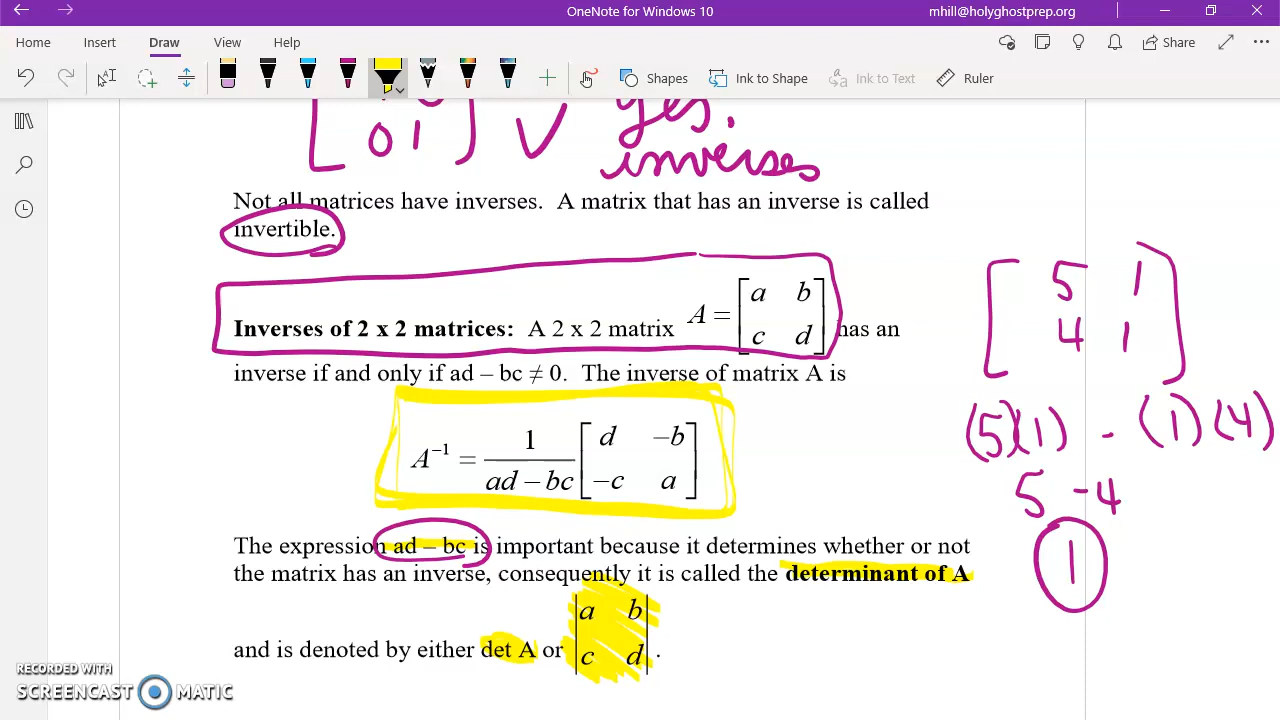 OneNote for Windows 10
mhill@holyghostprep.org
Home Insert Draw View Help
Share
Shapes Ink to Shape Ink to Text Ruler
0 1 yes.
inverses
Not all matrices have inverses. A matrix that has an inverse is called
invertible.
Inverses of 2 x 2 matrices: A 2 x 2 matrix A = [a b c d] has an
inverse if and only if ad – bc ≠ 0. The inverse of matrix A is
A⁻¹ = 1/(ad – bc) [d –b –c a]
The expression ad – bc is important because it determines whether or not
the matrix has an inverse, consequently it is called the determinant of A
and is denoted by either det A or |a b c d|.
5 1
4 1
(5)(1) - (1)(4)
5 - 4
1
RECORDED WITH
SCREENCAST MATIC